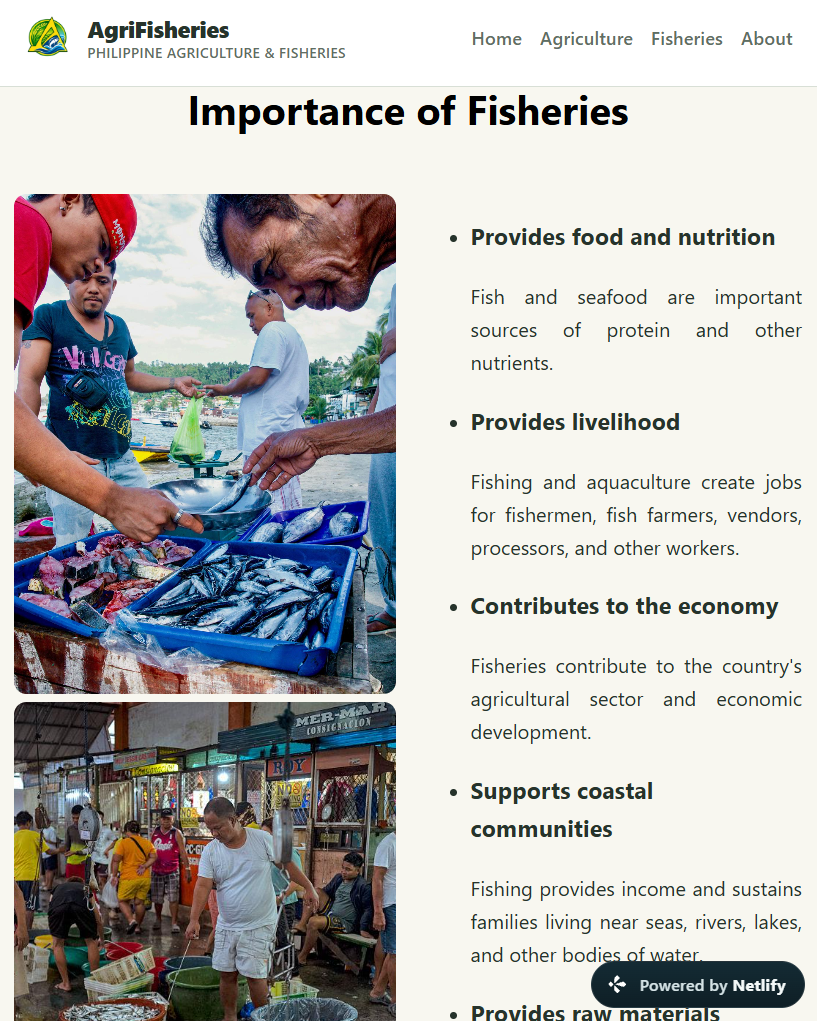 AgriFisheries
PHILIPPINE AGRICULTURE & FISHERIES
Home Agriculture Fisheries About
Importance of Fisheries
• Provides food and nutrition
Fish and seafood are important
sources of protein and other
nutrients.
• Provides livelihood
Fishing and aquaculture create jobs
for fishermen, fish farmers, vendors,
processors, and other workers.
• Contributes to the economy
Fisheries contribute to the country's
agricultural sector and economic
development.
• Supports coastal
communities
Fishing provides income and sustains
families living near seas, rivers, lakes,
and other bodies of water.
• Provides raw materials
Powered by Netlify
MER-MAR
CONSIGNACION
ROY